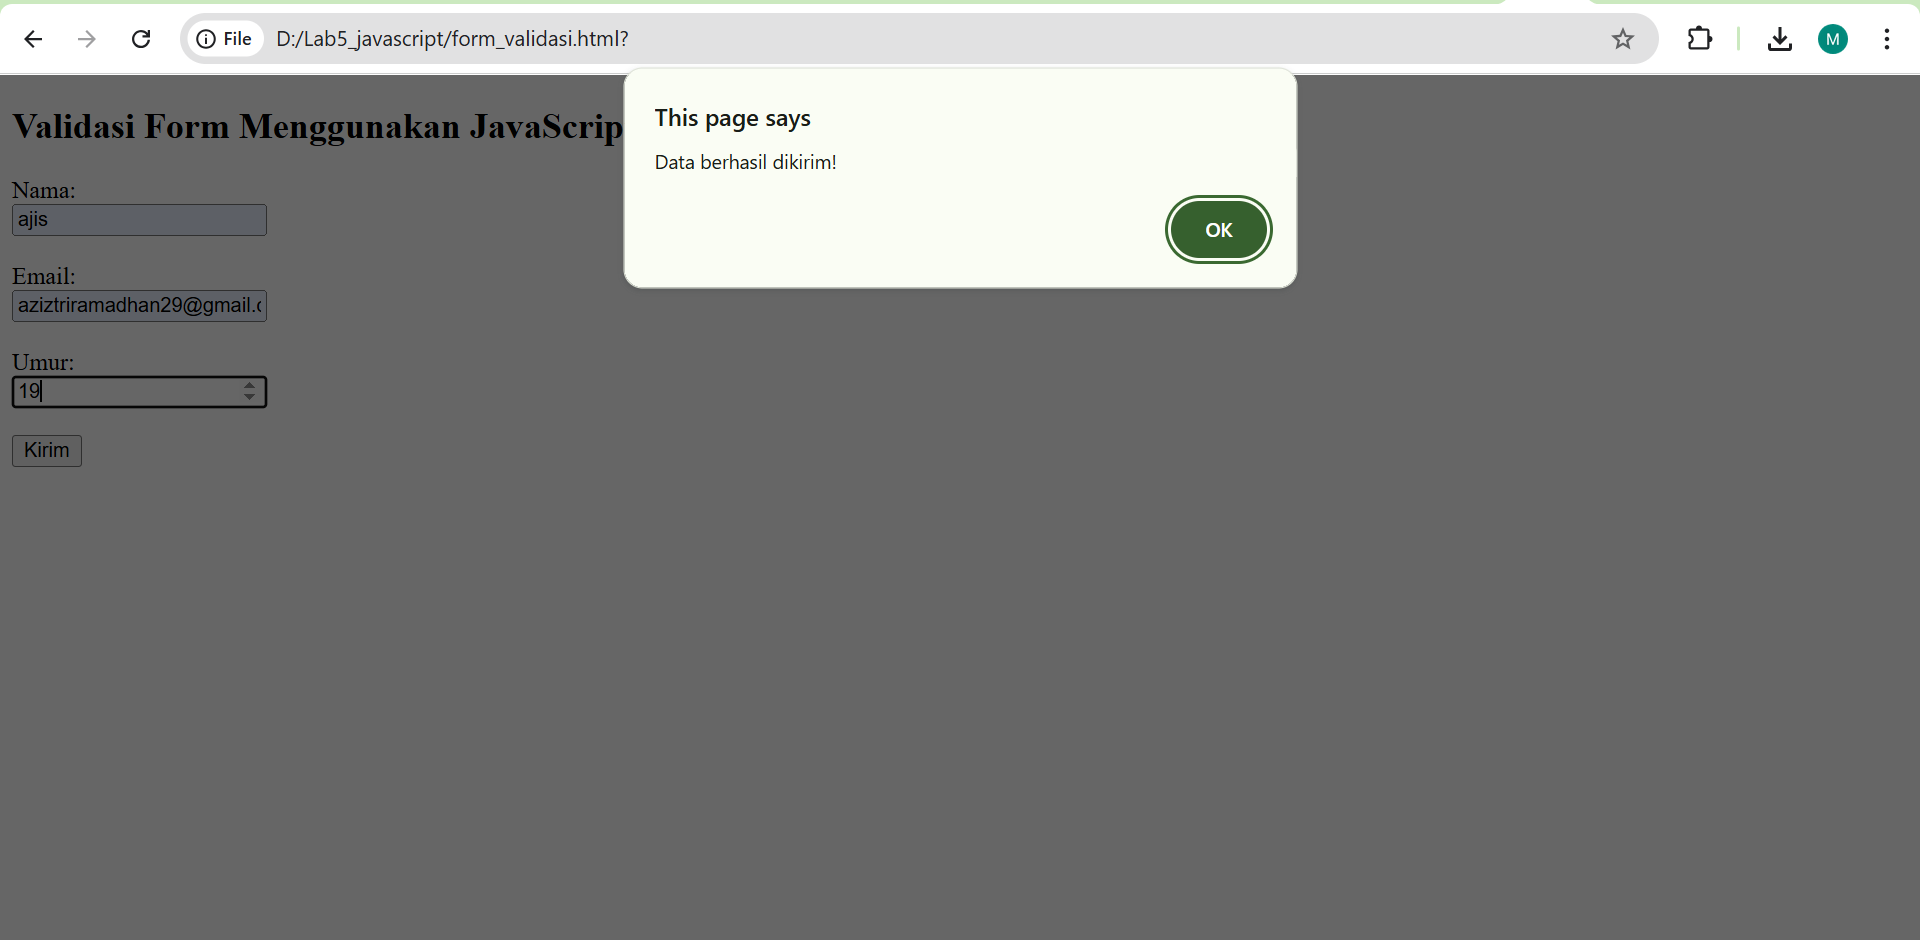 File D:/Lab5_javascript/form_validasi.html?
M
This page says
Data berhasil dikirim!
OK
Validasi Form Menggunakan JavaScrip
Nama:
ajis
Email:
aziztriramadhan29@gmail.c
Umur:
19
Kirim